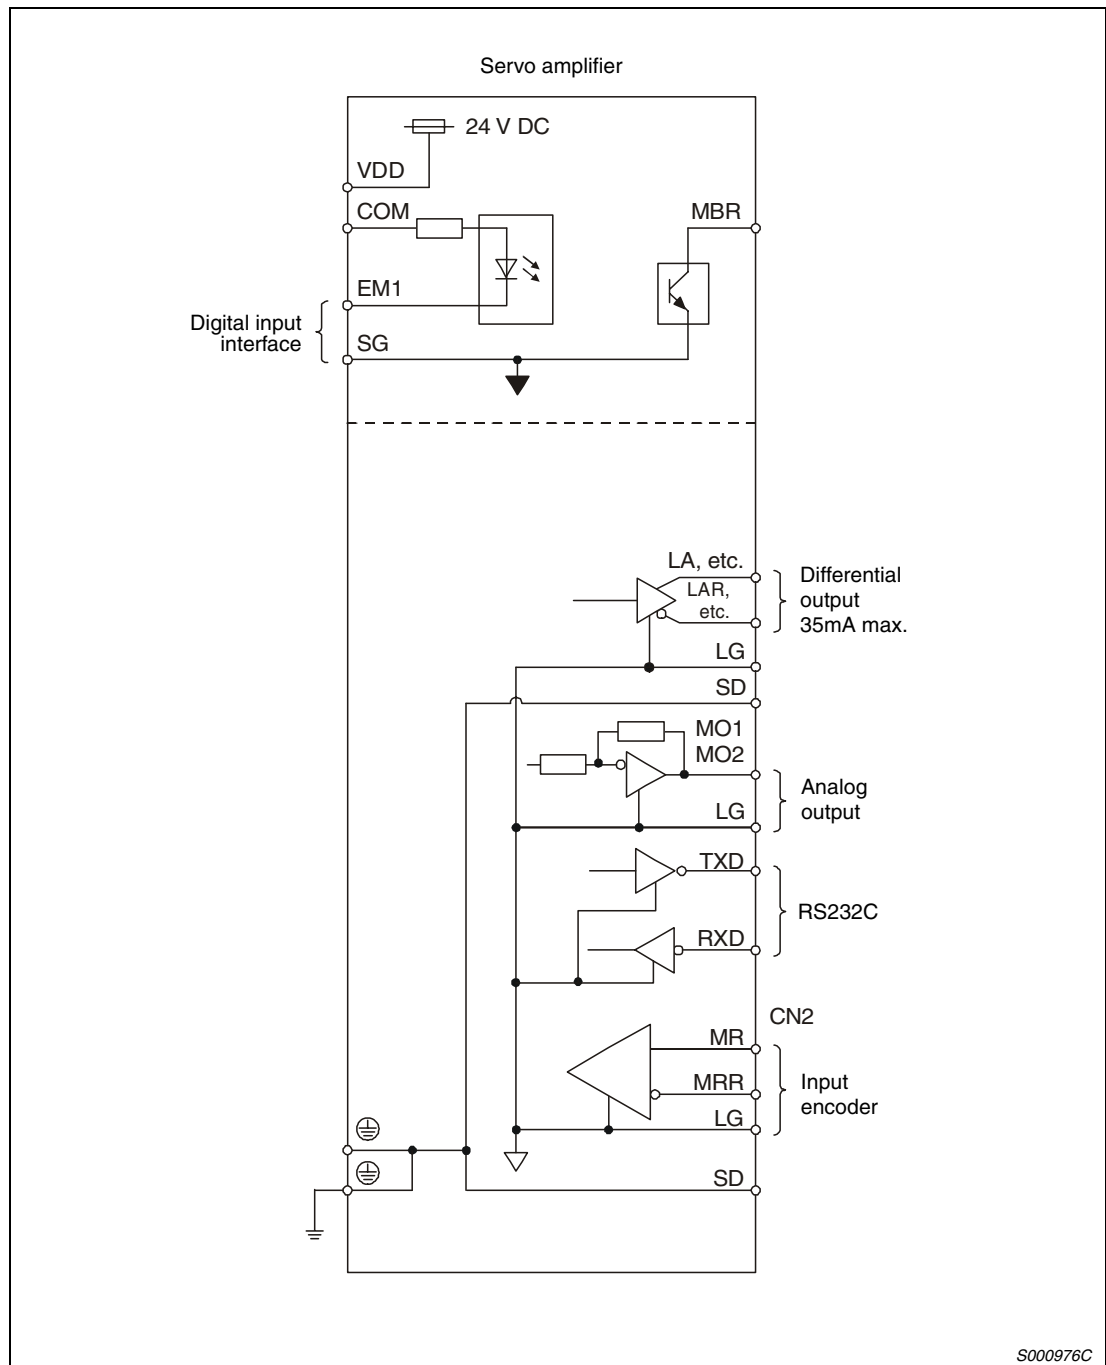 Servo amplifier
24 V DC
VDD
COM
MBR
EM1
Digital input
interface
SG
LA, etc.
LAR,
etc.
Differential
output
35mA max.
LG
SD
MO1
MO2
Analog
output
LG
TXD
RS232C
RXD
CN2
MR
MRR
Input
encoder
LG
SD
S000976C